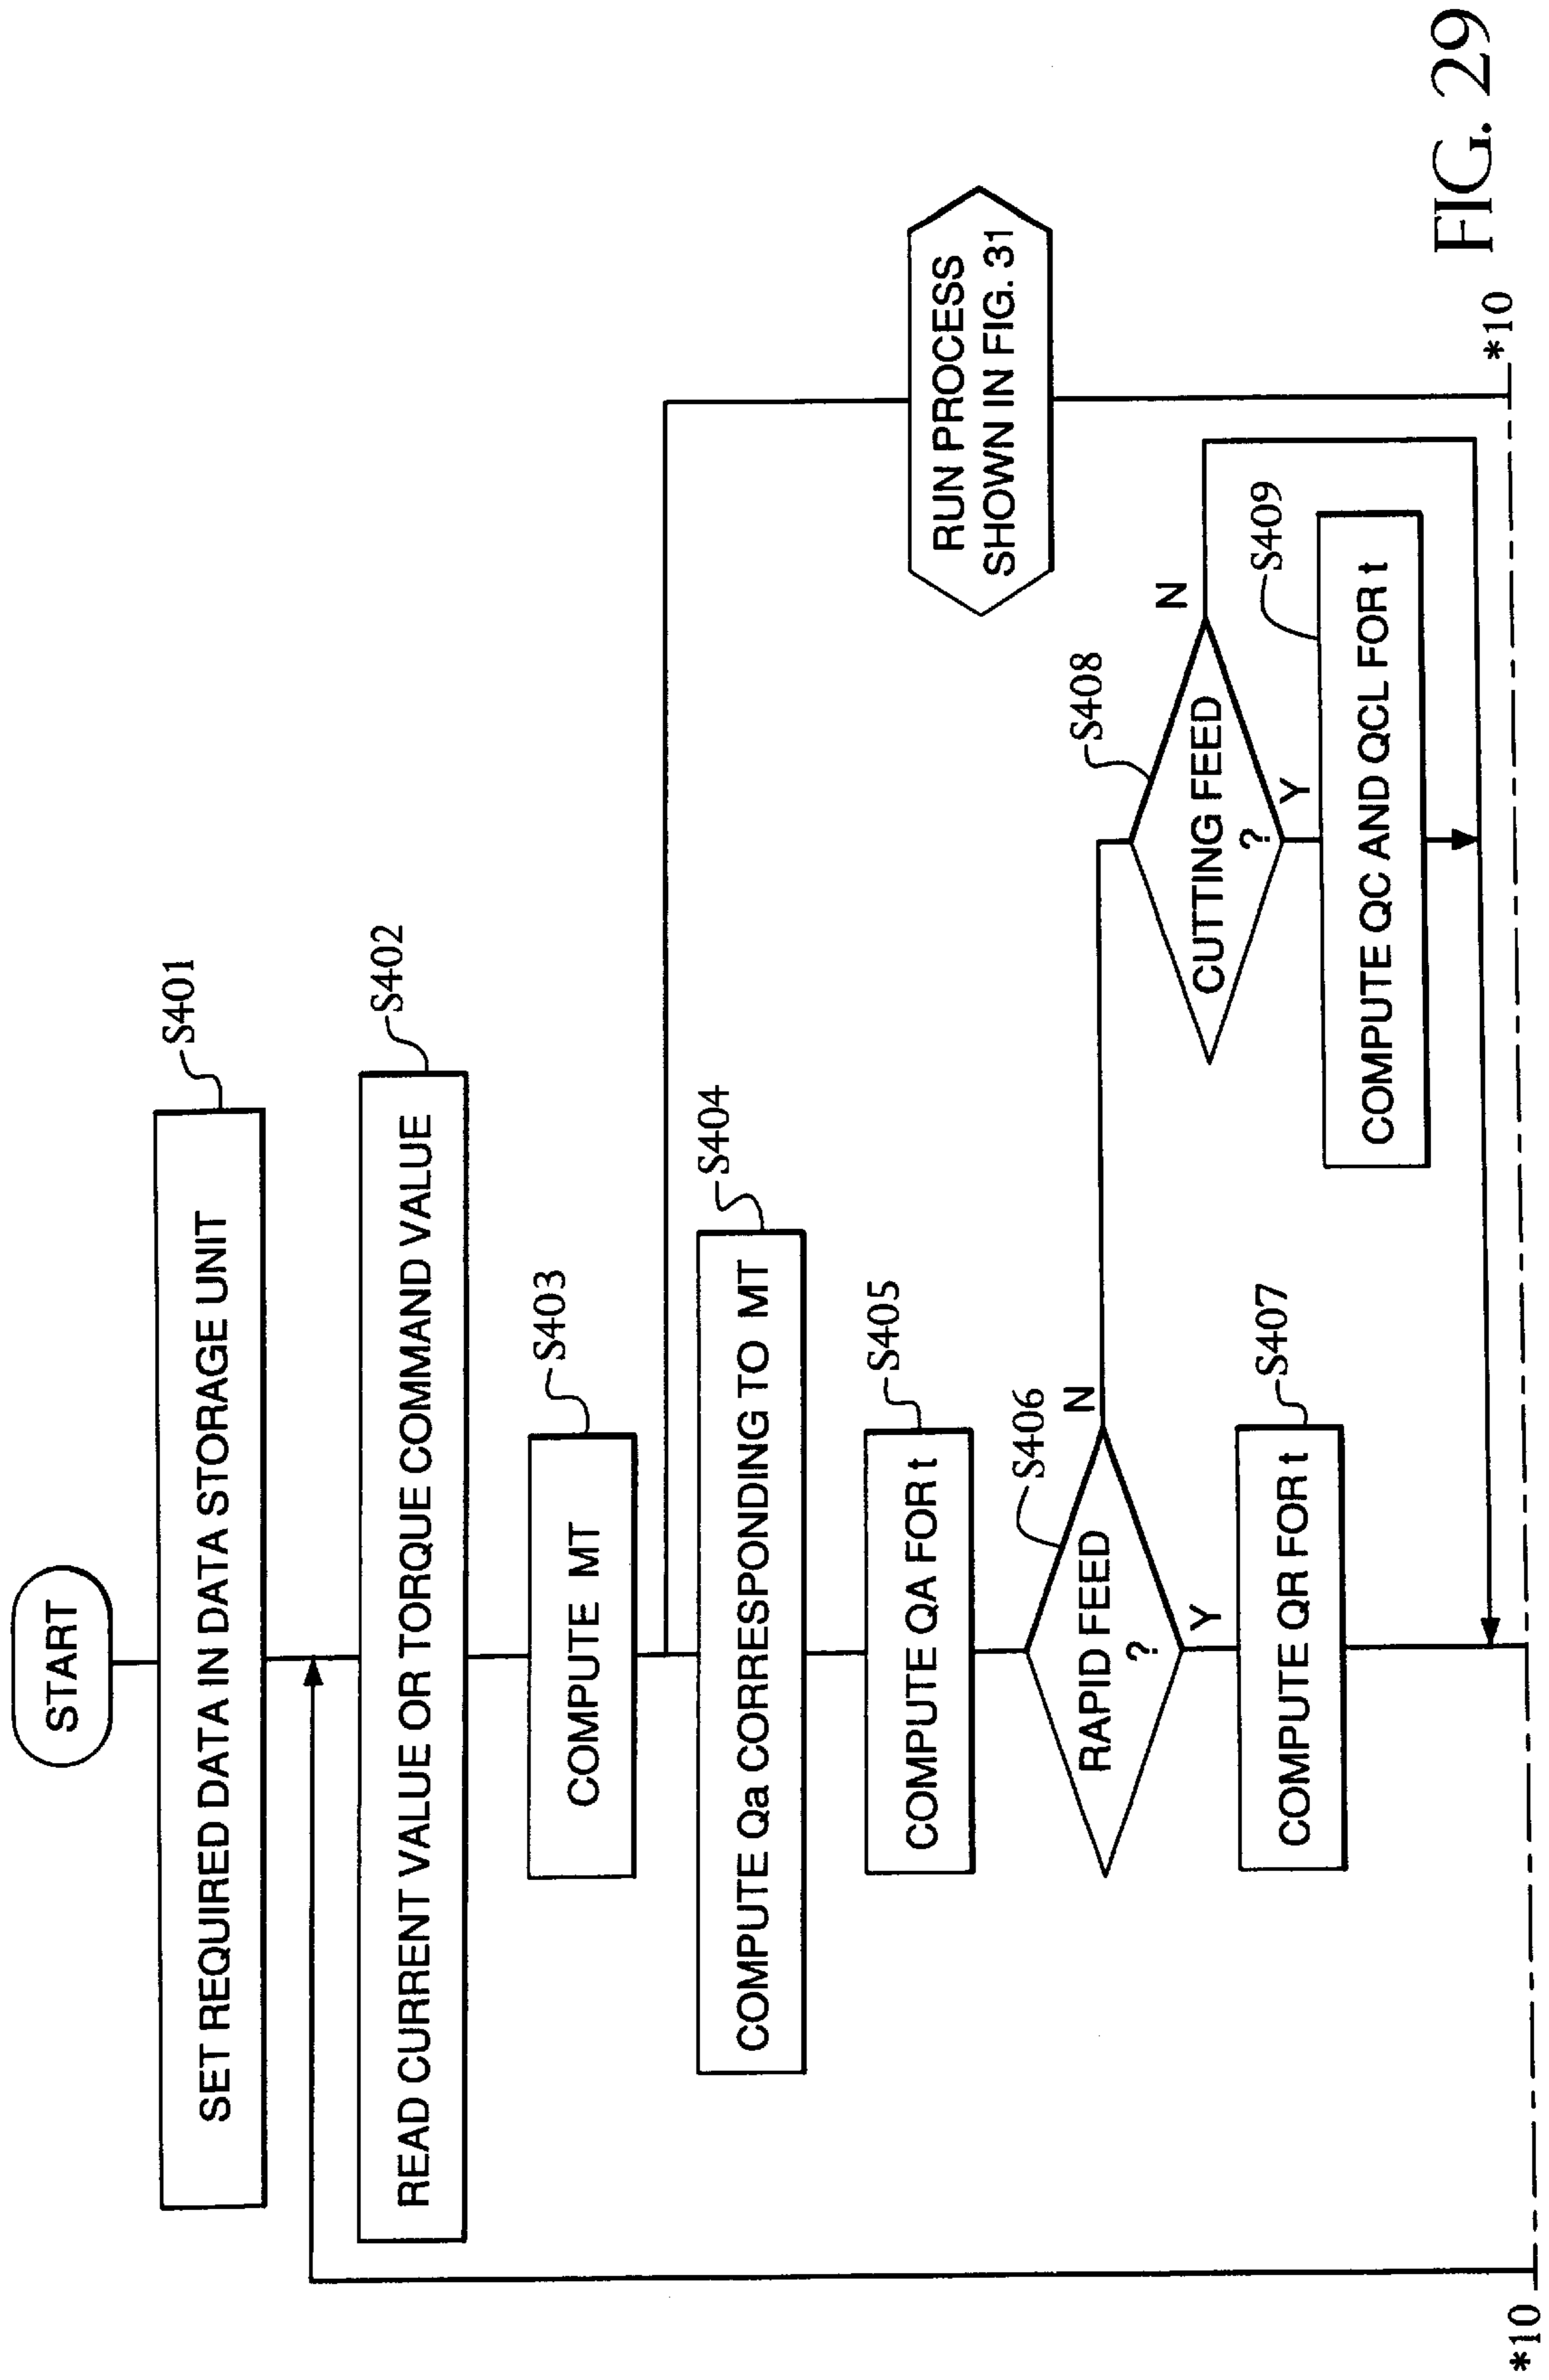 START
SET REQUIRED DATA IN DATA STORAGE UNIT
S401
READ CURRENT VALUE OR TORQUE COMMAND VALUE
S402
COMPUTE MT
S403
COMPUTE Qa CORRESPONDING TO MT
S404
COMPUTE QA FOR t
S405
RUN PROCESS
SHOWN IN FIG. 31
RAPID FEED
?
S406
N
Y
COMPUTE QR FOR t
S407
CUTTING FEED
?
S408
N
Y
COMPUTE QC AND QCL FOR t
S409
*10
*10
FIG. 29